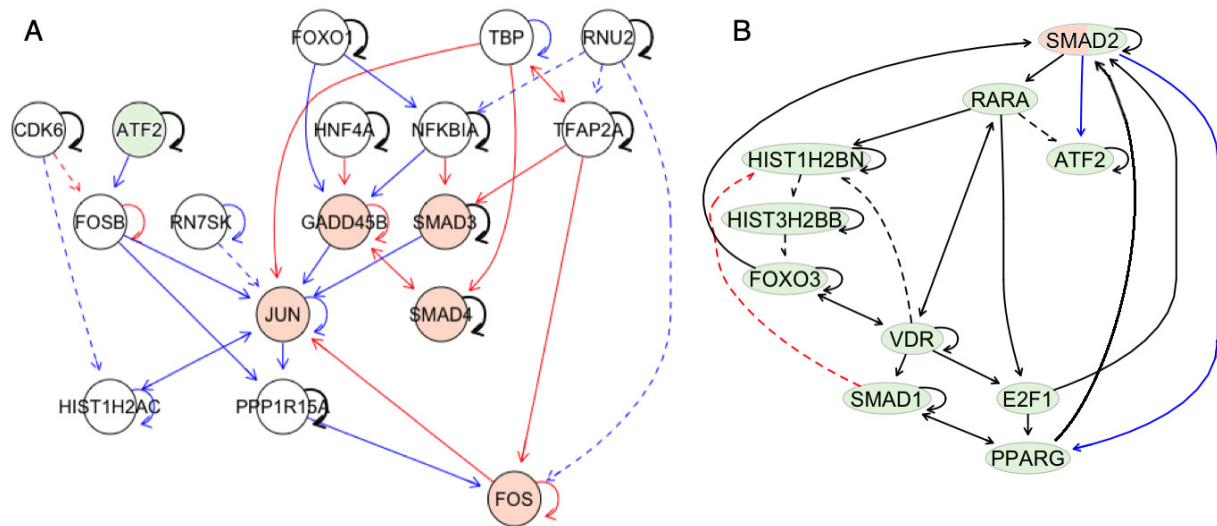 A
B
FOXO1
TBP
RNU2
SMAD2
CDK6
ATF2
HNF4A
NFKBIA
TFAP2A
RARA
HIST1H2BN
ATF2
FOSB
RN7SK
GADD45B
SMAD3
HIST3H2BB
FOXO3
JUN
SMAD4
VDR
HIST1H2AC
PPP1R15A
SMAD1
E2F1
PPARG
FOS